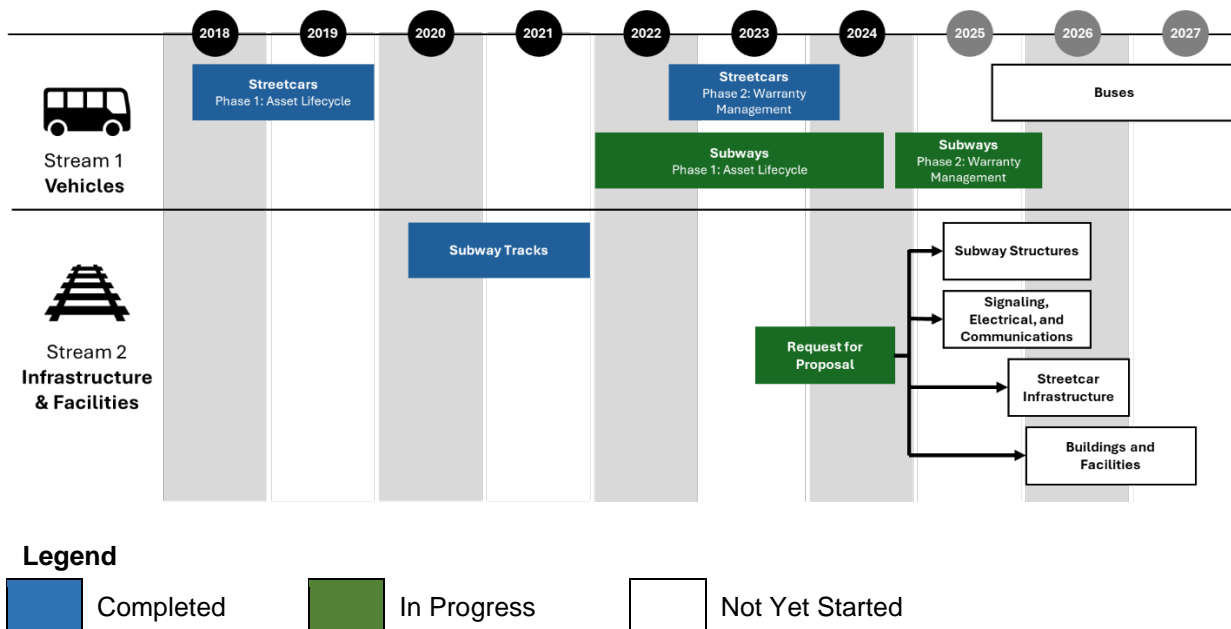 2018
2019
2020
2021
2022
2023
2024
2025
2026
2027
Stream 1
Vehicles
Streetcars
Phase 1: Asset Lifecycle
Streetcars
Phase 2: Warranty
Management
Buses
Subways
Phase 1: Asset Lifecycle
Subways
Phase 2: Warranty
Management
Stream 2
Infrastructure
& Facilities
Subway Tracks
Request for
Proposal
Subway Structures
Signaling,
Electrical, and
Communications
Streetcar
Infrastructure
Buildings and
Facilities
Legend
Completed
In Progress
Not Yet Started